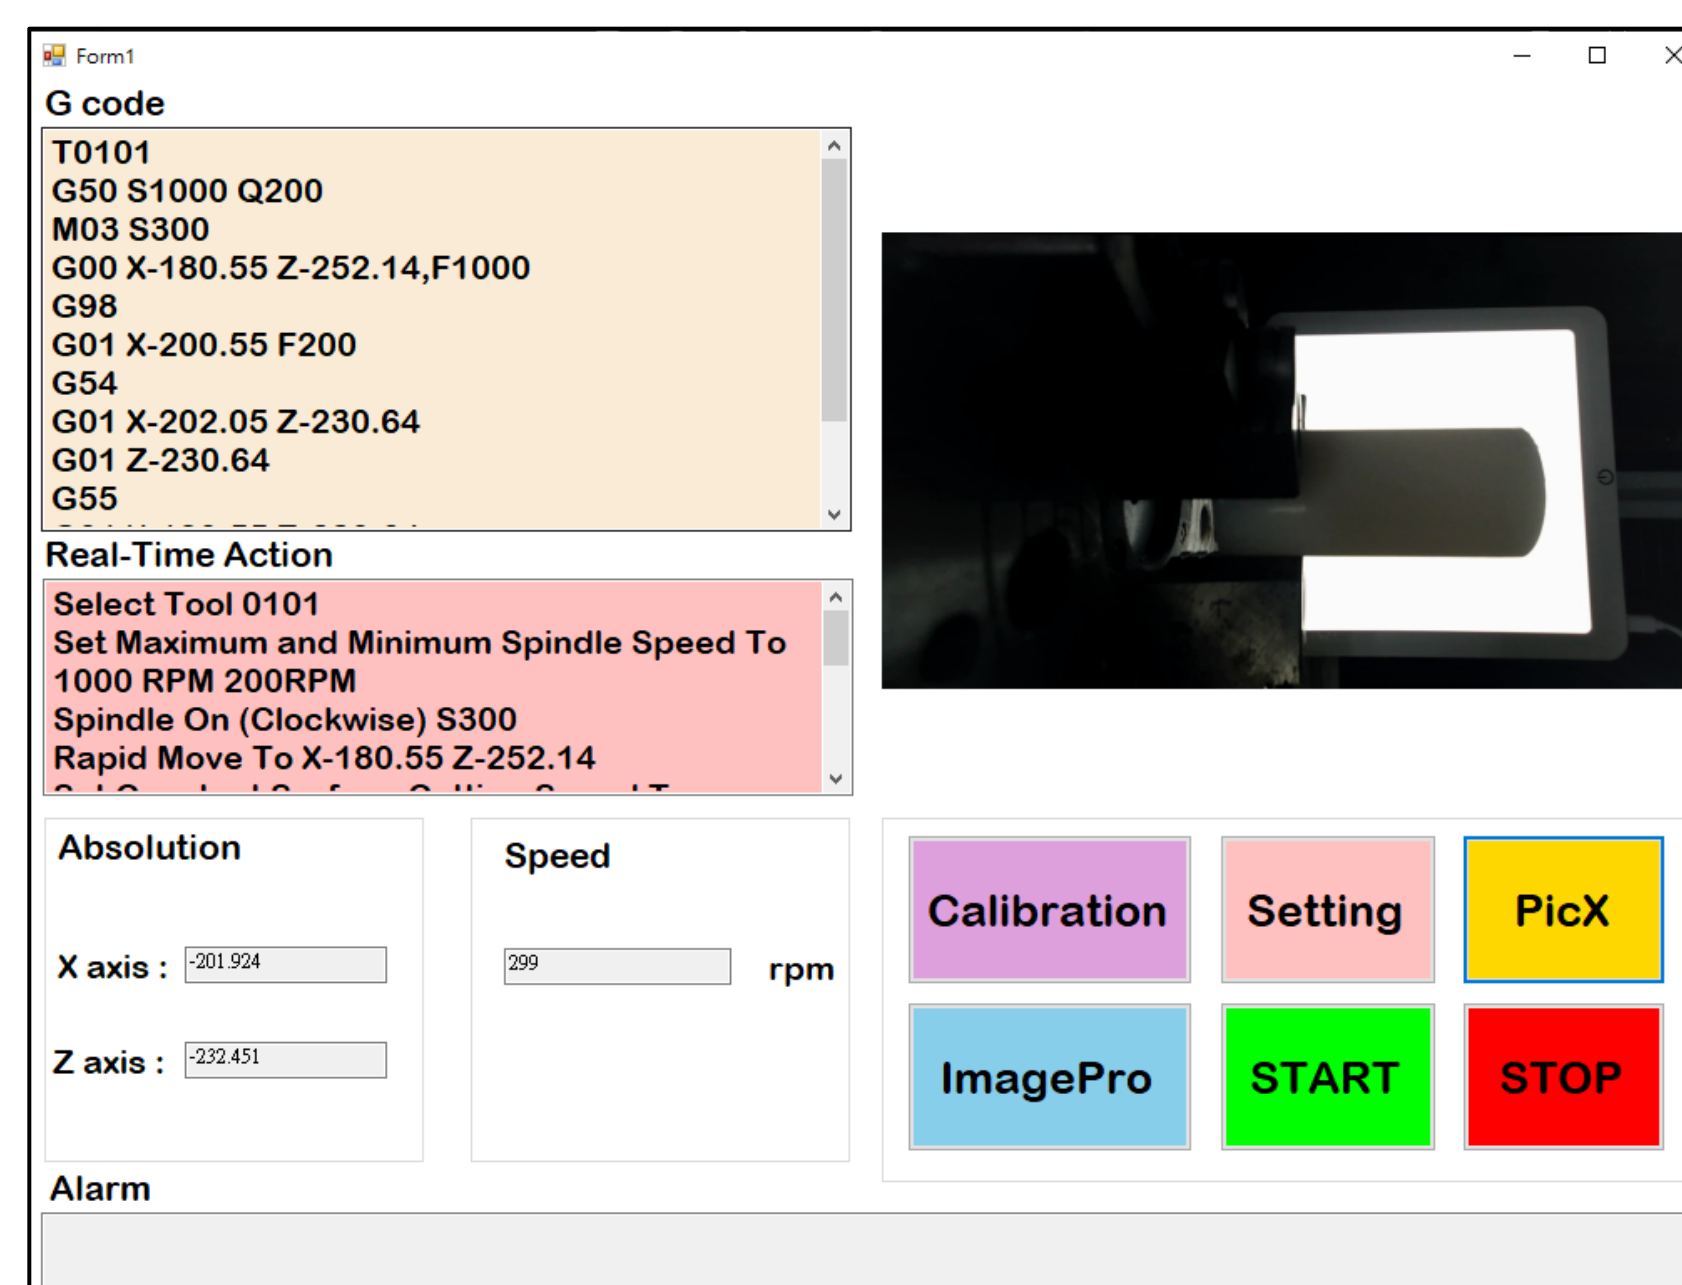 Form1
G code
T0101
G50 S1000 Q200
M03 S300
G00 X-180.55 Z-252.14,F1000
G98
G01 X-200.55 F200
G54
G01 X-202.05 Z-230.64
G01 Z-230.64
G55
Real-Time Action
Select Tool 0101
Set Maximum and Minimum Spindle Speed To
1000 RPM 200RPM
Spindle On (Clockwise) S300
Rapid Move To X-180.55 Z-252.14
Absolution
X axis : -201.924
Z axis : -232.451
Speed
299 rpm
Calibration Setting PicX
ImagePro START STOP
Alarm